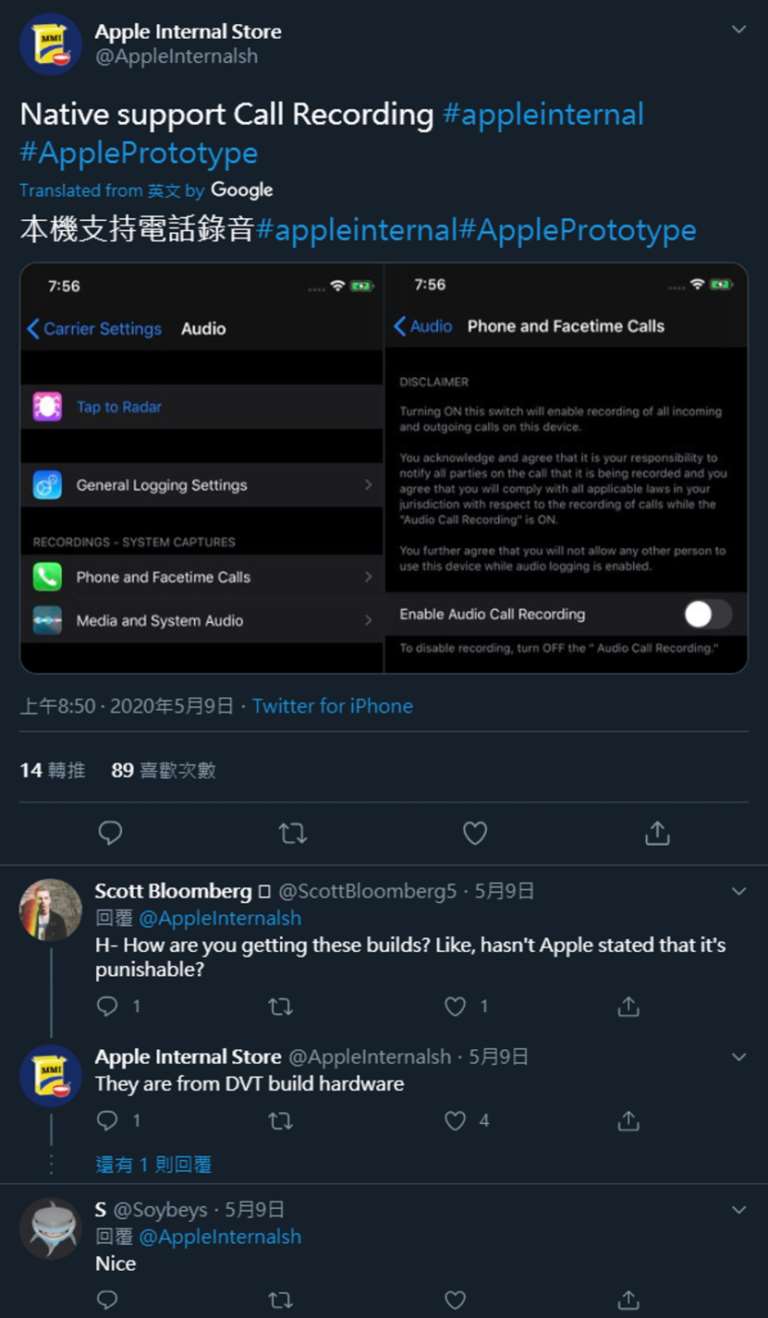 Apple Internal Store
@AppleInternalsh
Native support Call Recording #appleinternal
#ApplePrototype
Translated from 英文 by Google
本機支持電話錄音#appleinternal#ApplePrototype
7:56
Carrier Settings Audio
Tap to Radar
General Logging Settings
RECORDINGS - SYSTEM CAPTURES
Phone and Facetime Calls
Media and System Audio
7:56
Audio Phone and Facetime Calls
DISCLAIMER
Turning ON this switch will enable recording of all incoming
and outgoing calls on this device.
You acknowledge and agree that it is your responsibility to
notify all parties on the call that it is being recorded and you
agree that you will comply with all applicable laws in your
jurisdiction with respect to the recording of calls while the
"Audio Call Recording" is ON.
You further agree that you will not allow any other person to
use this device while audio logging is enabled.
Enable Audio Call Recording
To disable recording, turn OFF the " Audio Call Recording."
上午8:50 · 2020年5月9日 · Twitter for iPhone
14 轉推 89 喜歡次數
Scott Bloomberg @ScottBloomberg5 · 5月9日
回覆 @AppleInternalsh
H- How are you getting these builds? Like, hasn't Apple stated that it's
punishable?
1 1
Apple Internal Store @AppleInternalsh · 5月9日
They are from DVT build hardware
1 4
還有 1 則回覆
S @Soybeys · 5月9日
回覆 @AppleInternalsh
Nice